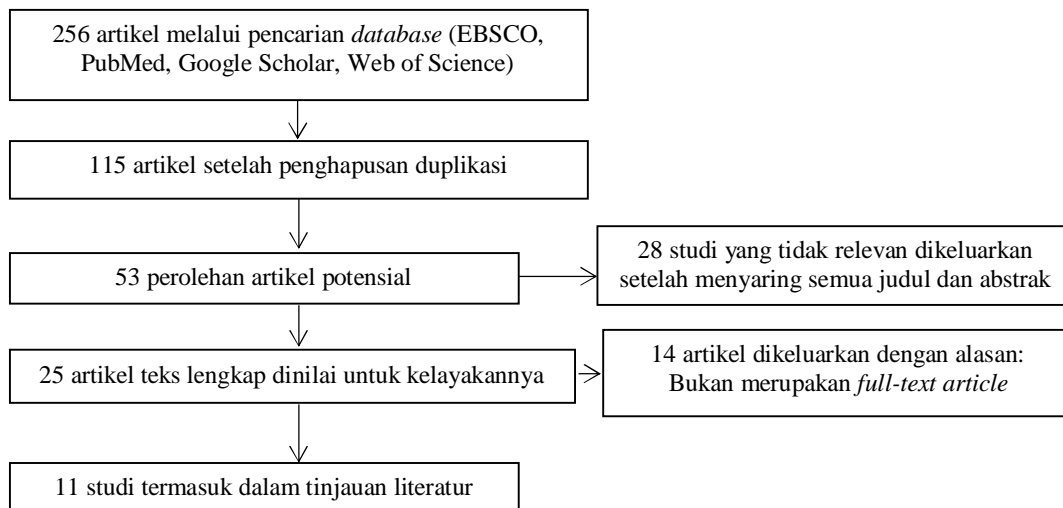 256 artikel melalui pencarian database (EBSCO,
PubMed, Google Scholar, Web of Science)
115 artikel setelah penghapusan duplikasi
53 perolehan artikel potensial
28 studi yang tidak relevan dikeluarkan
setelah menyaring semua judul dan abstrak
25 artikel teks lengkap dinilai untuk kelayakannya
14 artikel dikeluarkan dengan alasan:
Bukan merupakan full-text article
11 studi termasuk dalam tinjauan literatur